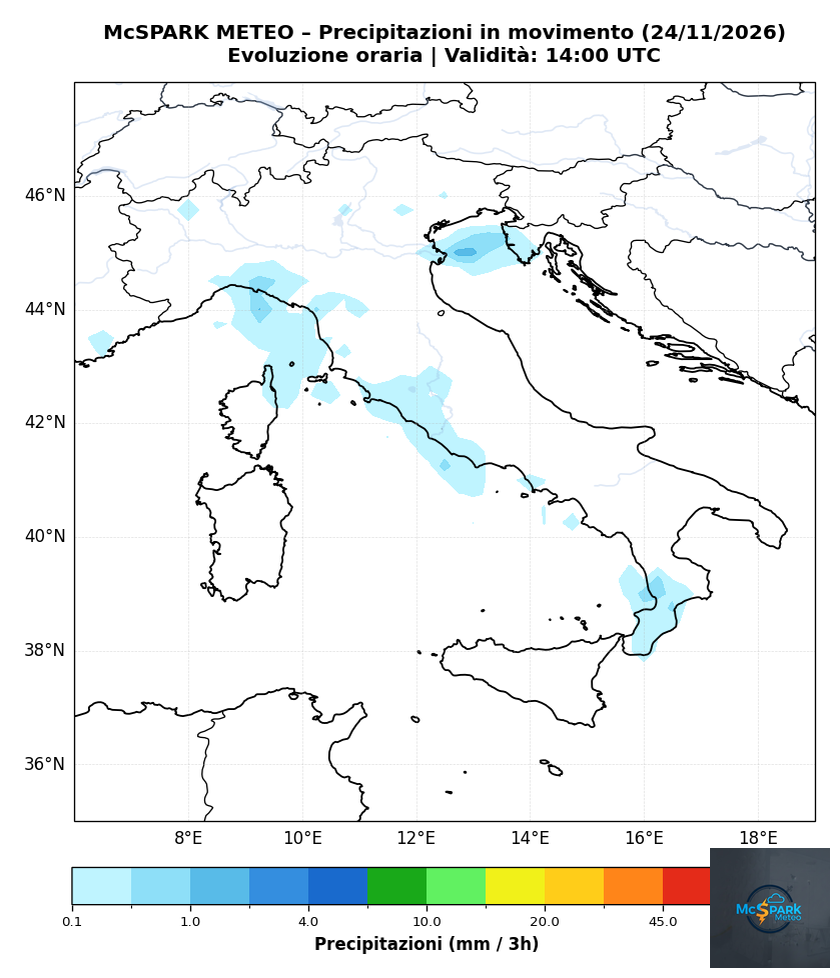 McSPARK METEO – Precipitazioni in movimento (24/11/2026)
Evoluzione oraria | Validità: 14:00 UTC
46°N
44°N
42°N
40°N
38°N
36°N
8°E 10°E 12°E 14°E 16°E 18°E
0.1 1.0 4.0 10.0 20.0 45.0
Precipitazioni (mm / 3h)
McSPARK
Meteo